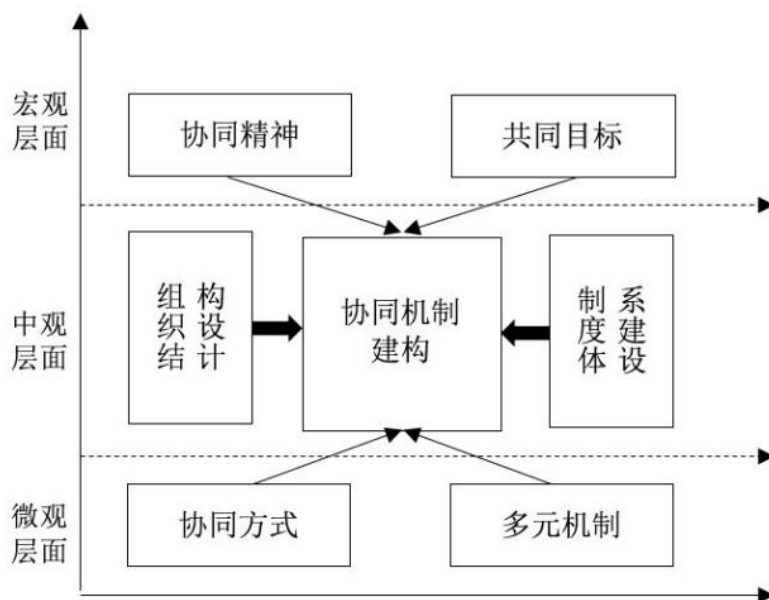 宏观
层面
协同精神
共同目标
中观
层面
组织结
构设计
协同机制
建构
制度体
系建设
微观
层面
协同方式
多元机制